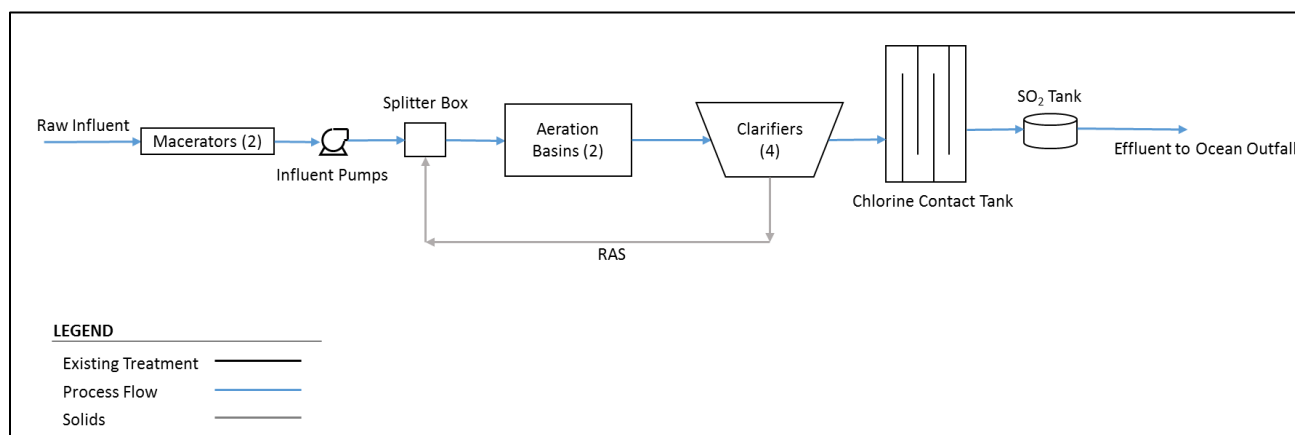 Raw Influent
Macerators (2)
Influent Pumps
Splitter Box
Aeration
Basins (2)
Clarifiers
(4)
Chlorine Contact Tank
SO₂ Tank
Effluent to Ocean Outfall
RAS
LEGEND
Existing Treatment
Process Flow
Solids